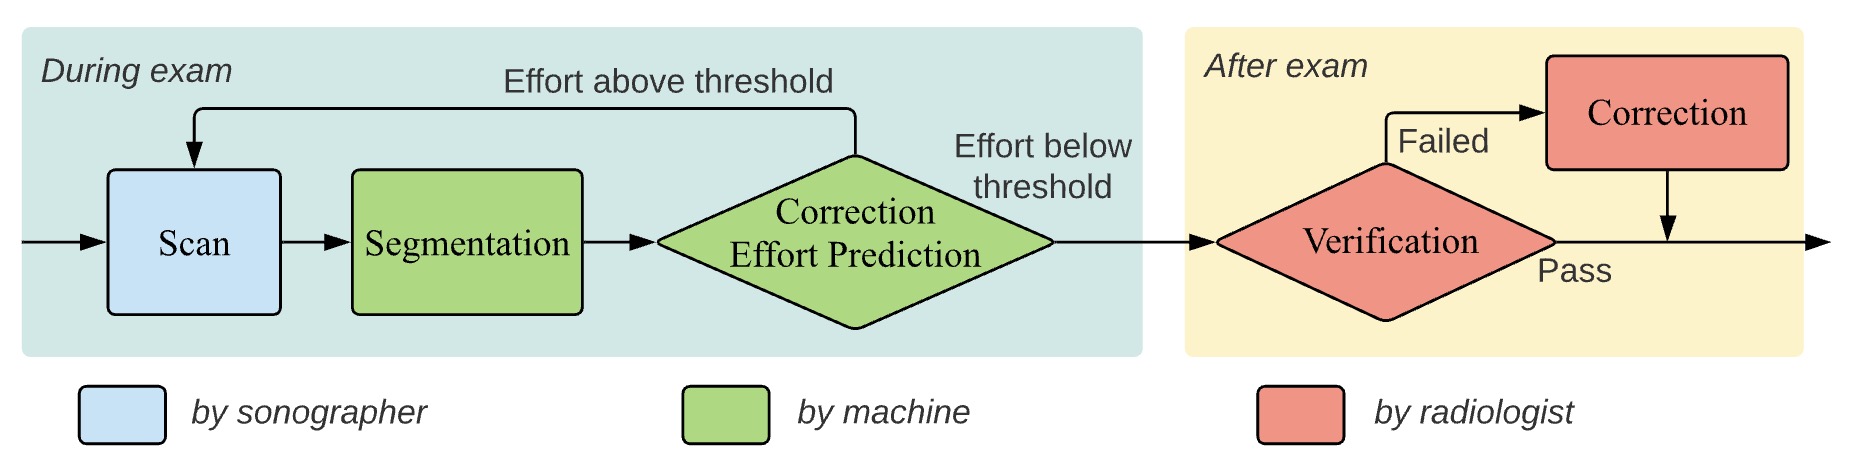 During exam
Effort above threshold
Effort below
threshold
Scan
Segmentation
Correction
Effort Prediction
After exam
Correction
Failed
Verification
Pass
by sonographer
by machine
by radiologist